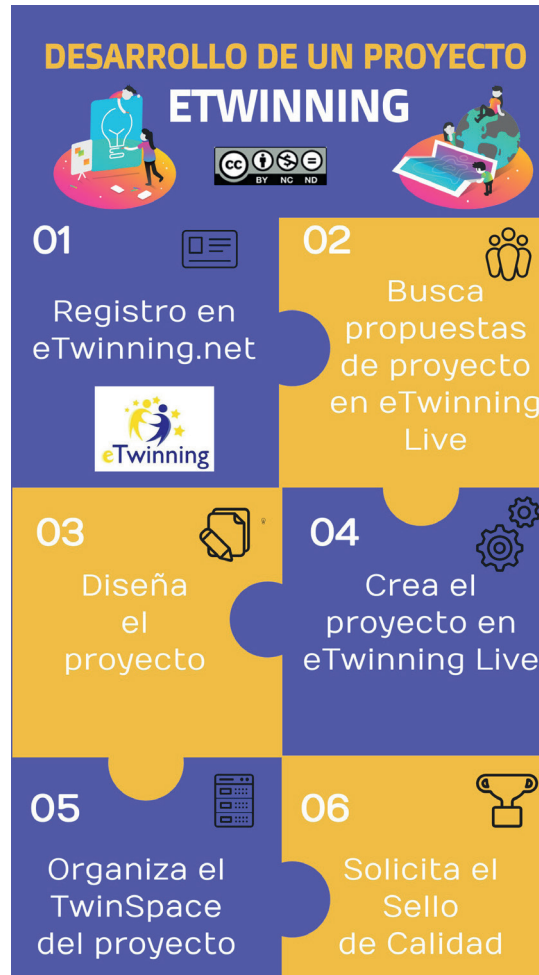 DESARROLLO DE UN PROYECTO
ETWINNING
cc
BY NC ND
01
Registro en
eTwinning.net
eTwinning
02
Busca
propuestas
de proyecto
en eTwinning
Live
03
Diseña
el
proyecto
04
Crea el
proyecto en
eTwinning Live
05
Organiza el
TwinSpace
del proyecto
06
Solicita el
Sello
de Calidad